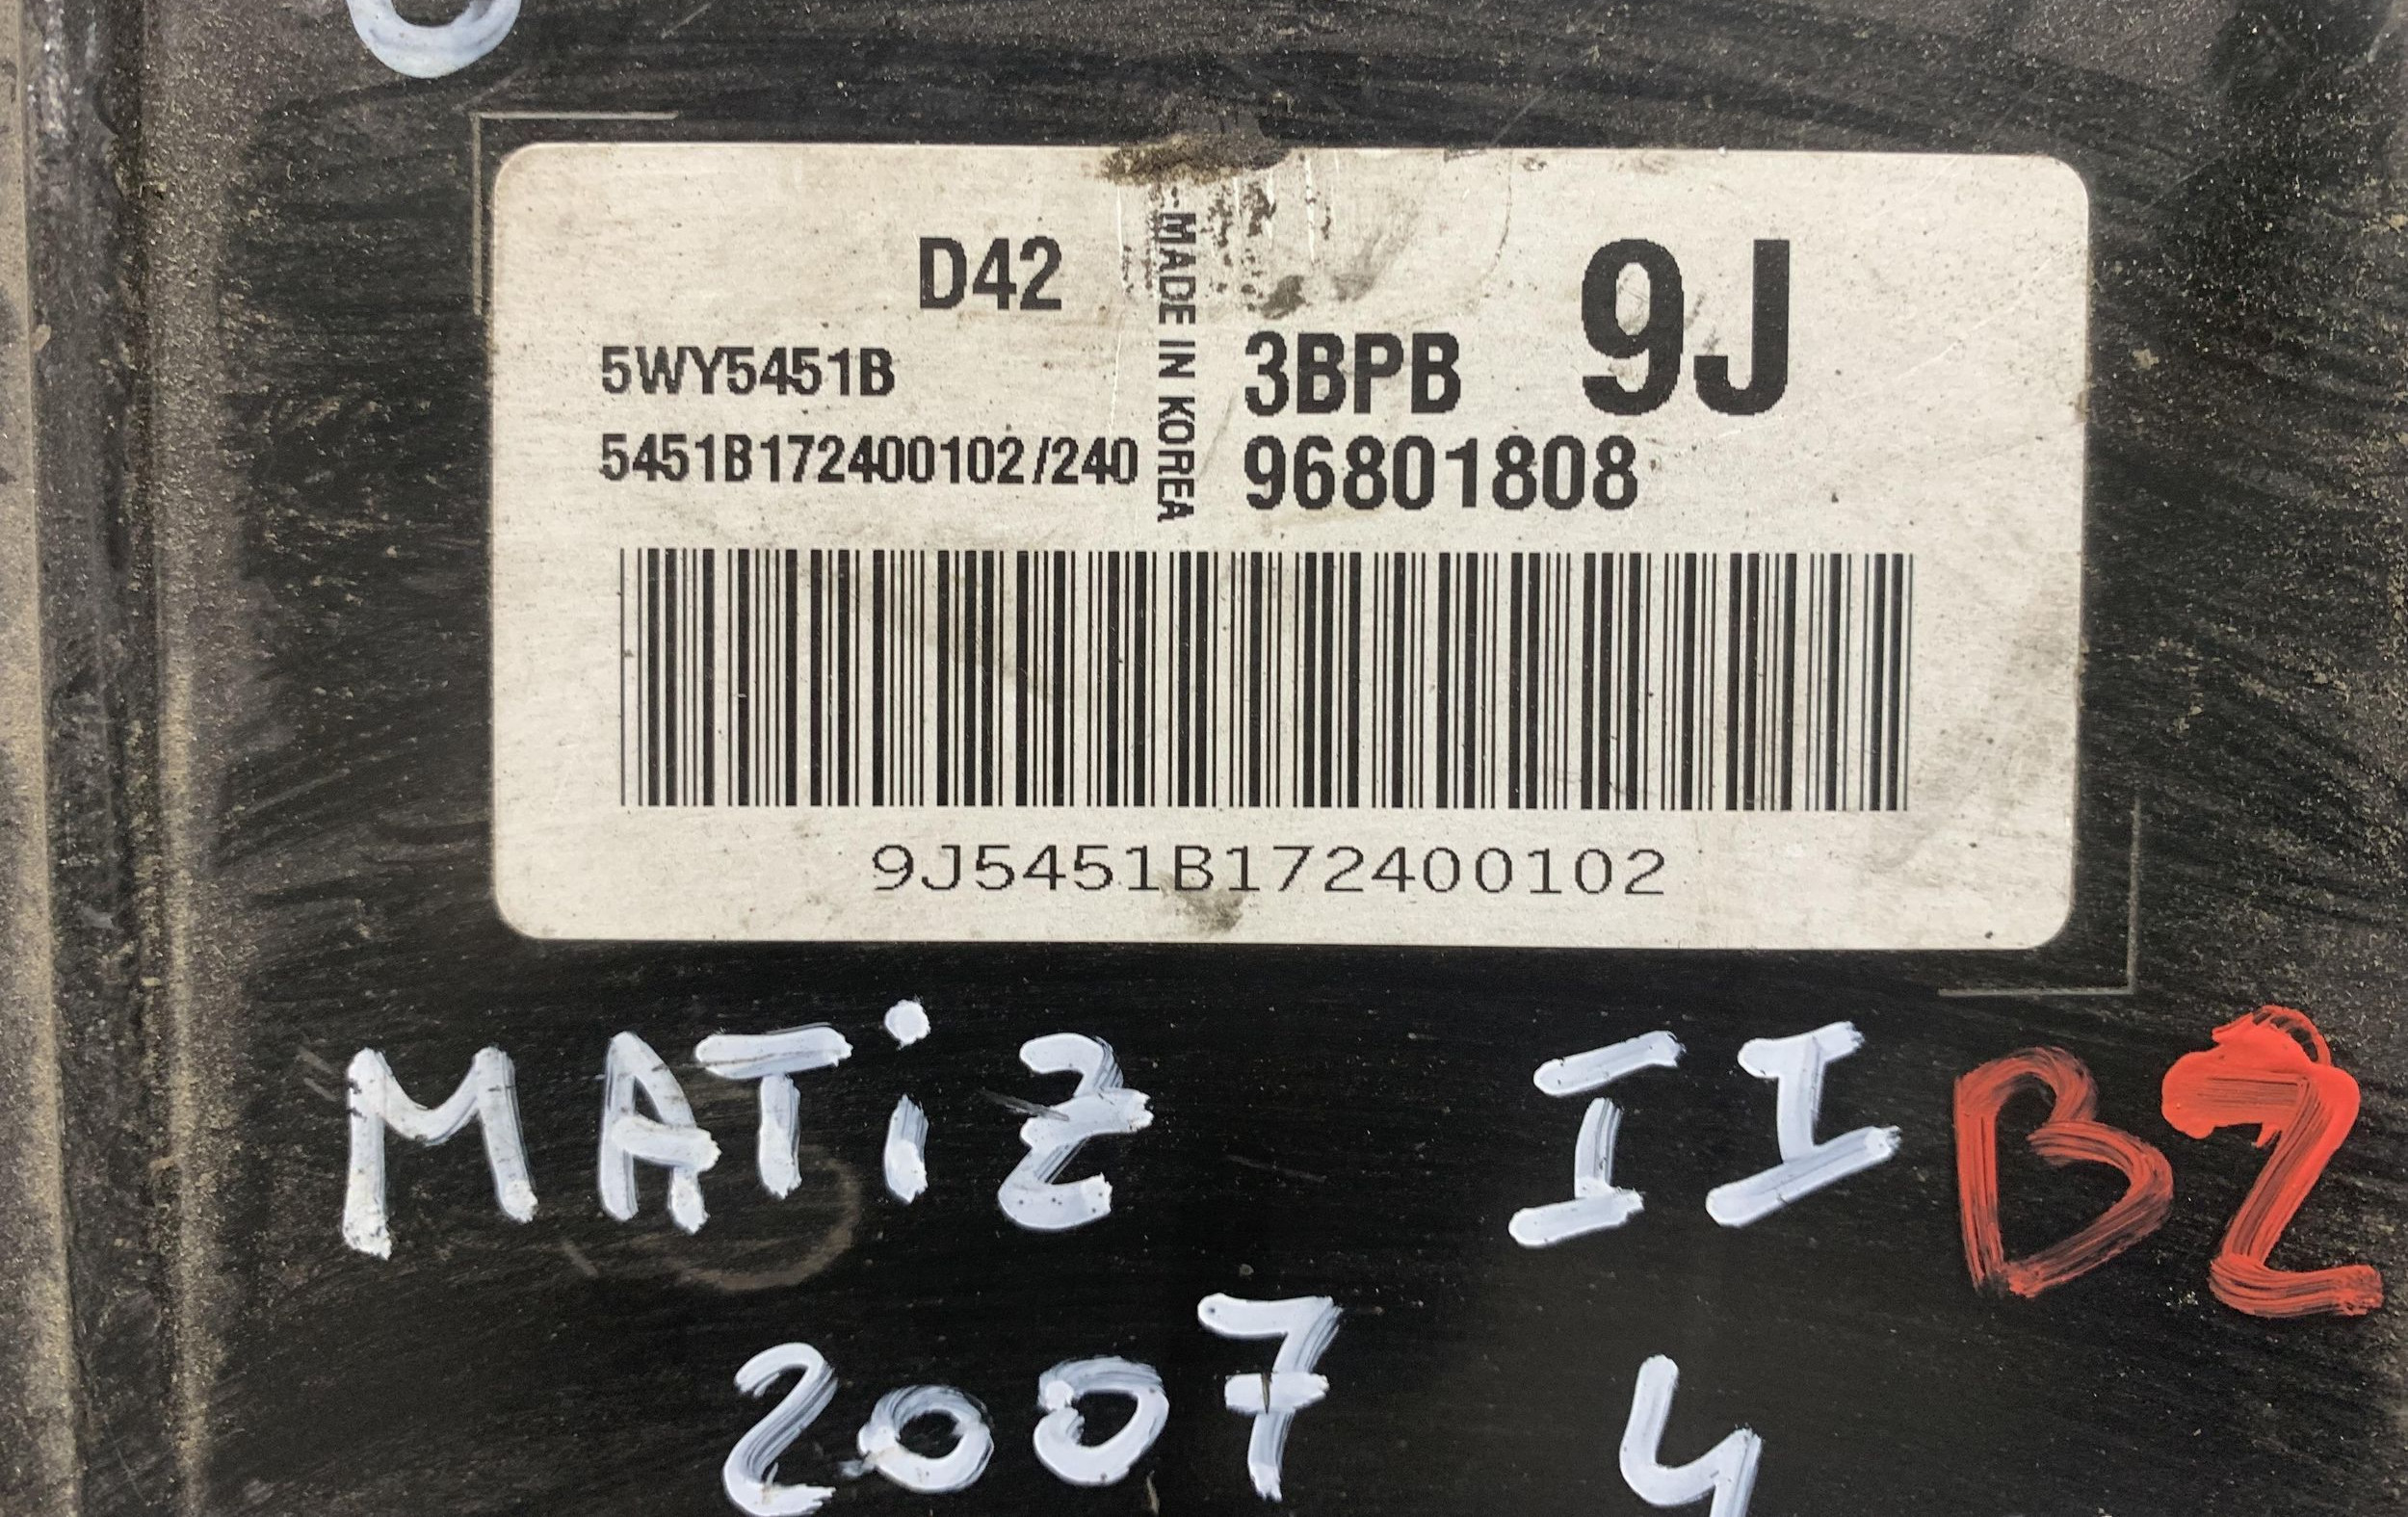 D42
5WY5451B
5451B172400102/240
MADE IN KOREA
3BPB 9J
96801808
9J5451B172400102
MATiZ II B2
2007 4